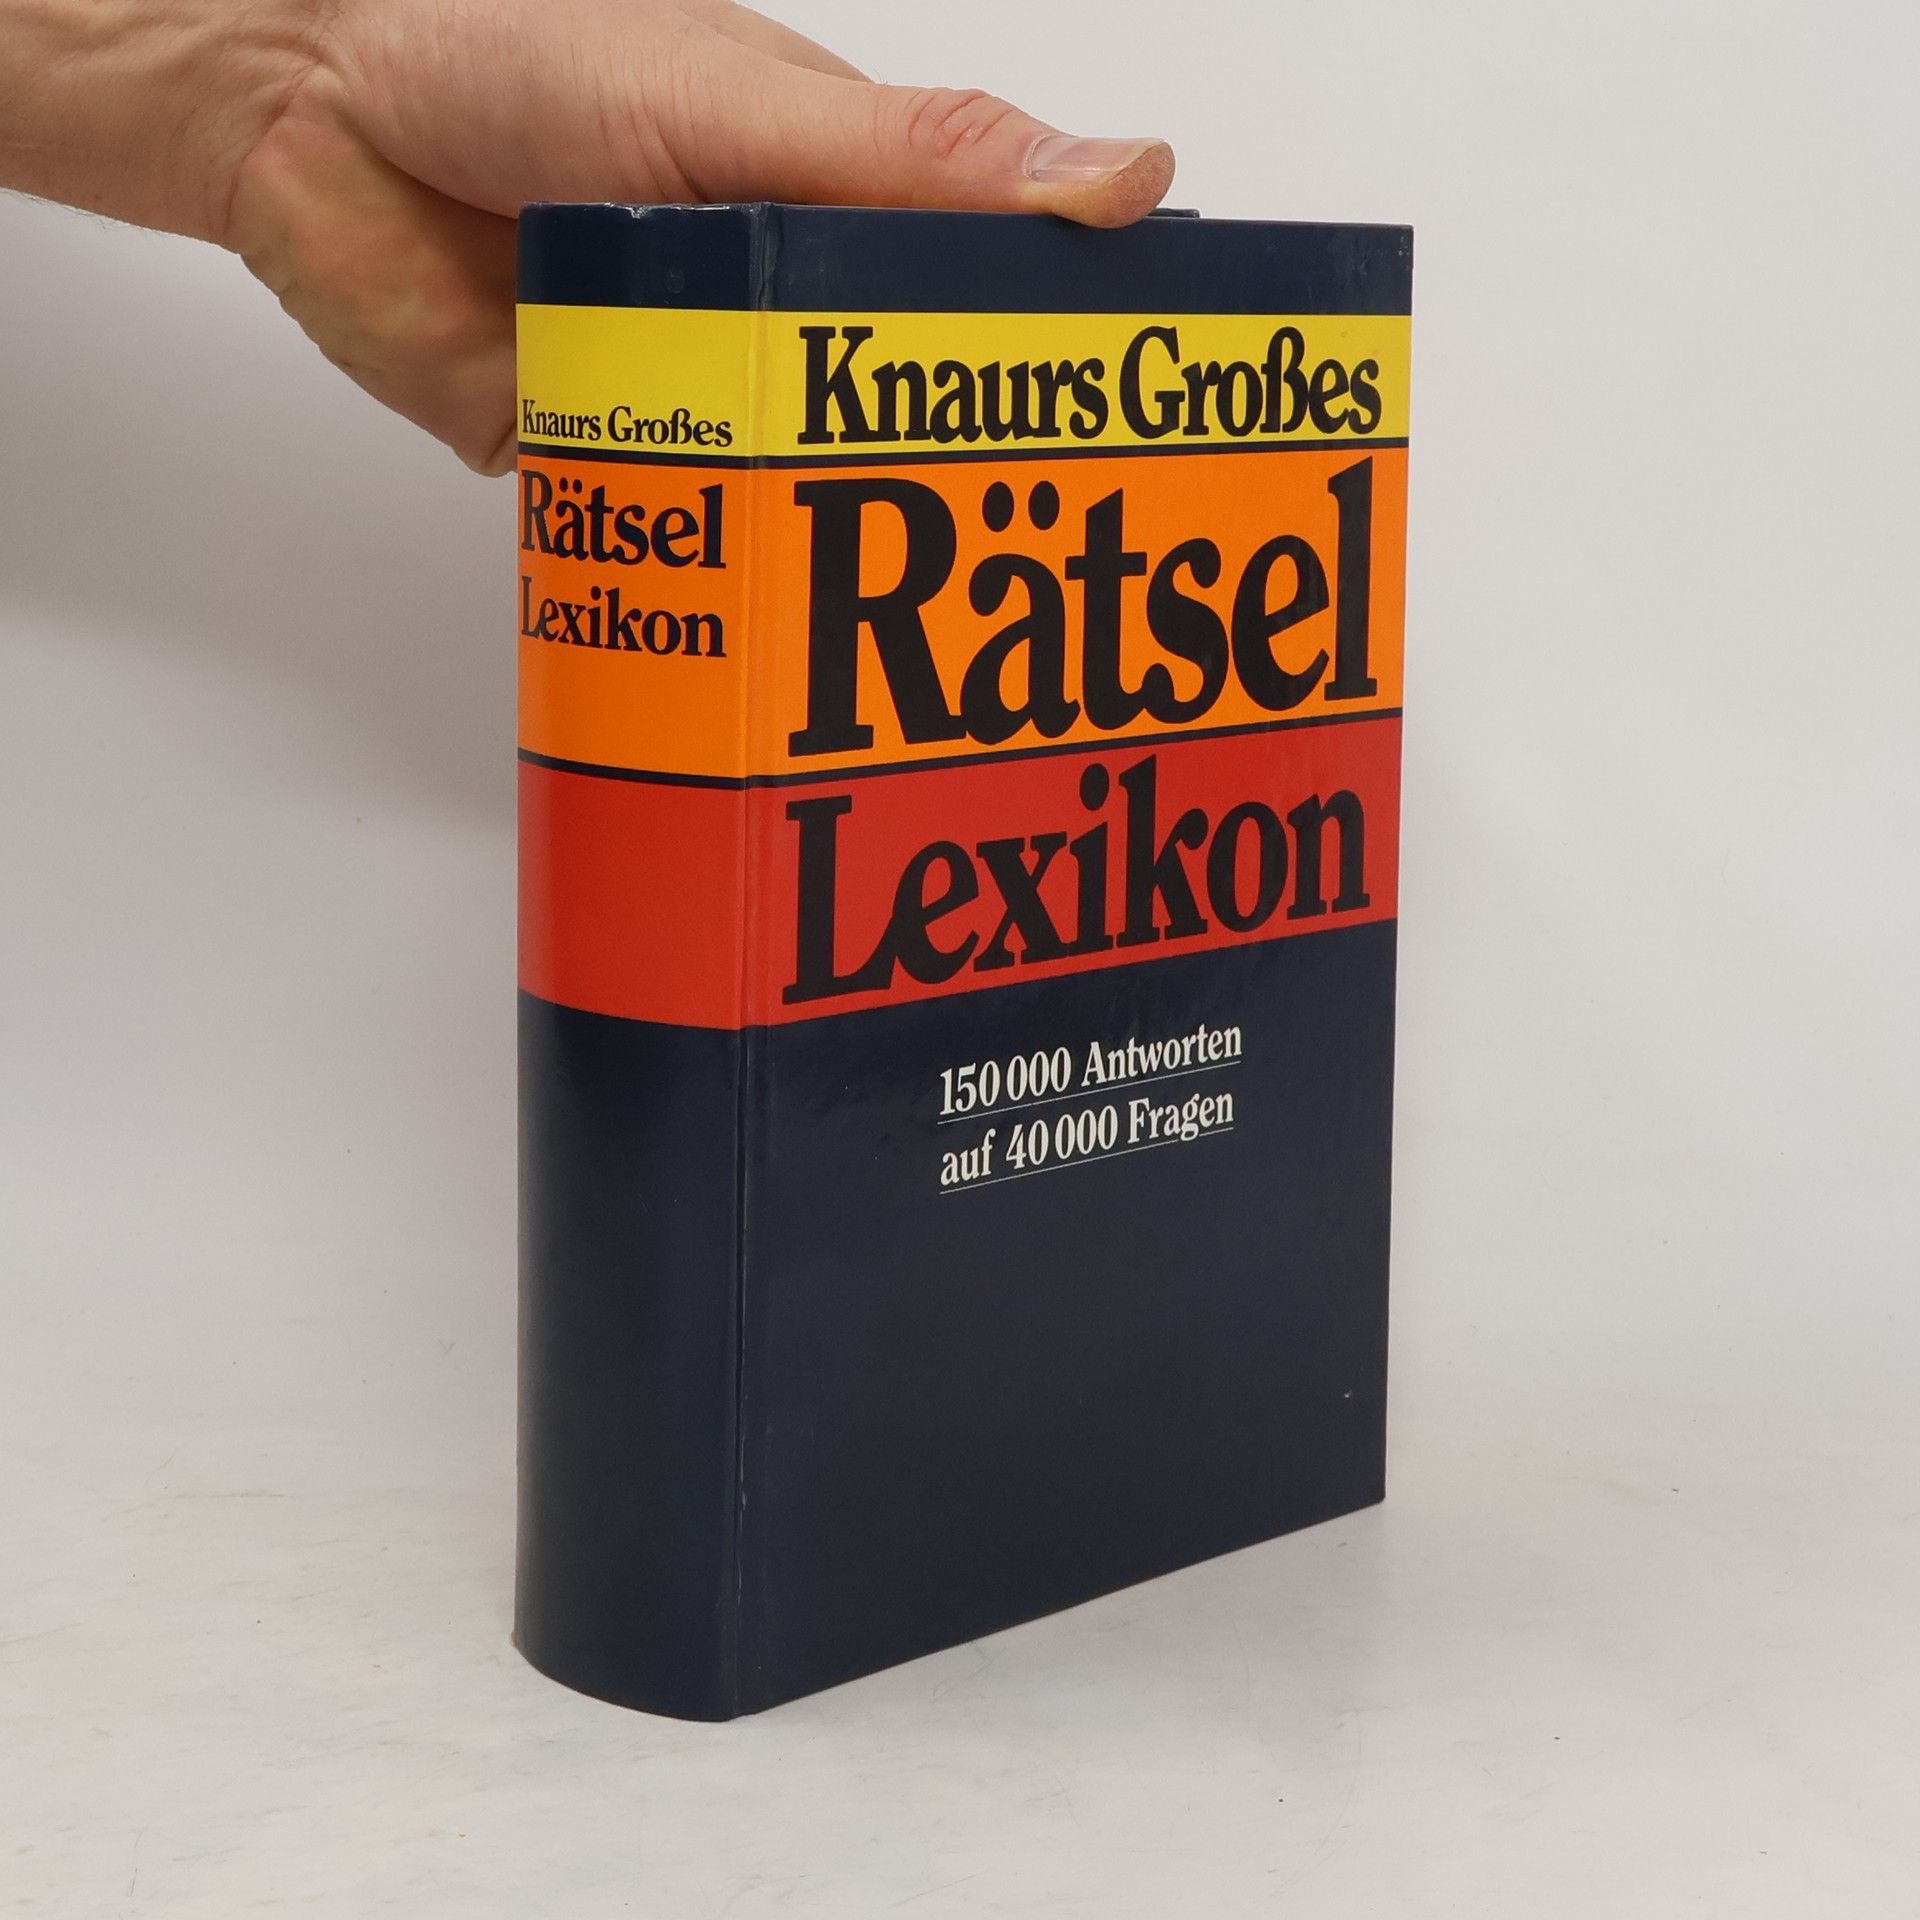 Knaurs Großes
Rätsel
Lexikon
Knaurs Großes
Rätsel
Lexikon
150 000 Antworten
auf 40 000 Fragen